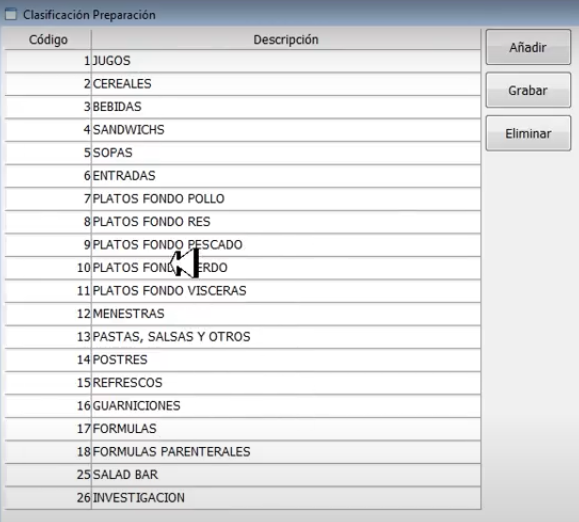 Clasificación Preparación
Código Descripción
1 JUGOS
2 CEREALES
3 BEBIDAS
4 SANDWICHS
5 SOPAS
6 ENTRADAS
7 PLATOS FONDO POLLO
8 PLATOS FONDO RES
9 PLATOS FONDO PESCADO
10 PLATOS
11 PLATOS FONDO VISCERAS
12 MENESTRAS
13 PASTAS, SALSAS Y OTROS
14 POSTRES
15 REFRESCOS
16 GUARNICIONES
17 FORMULAS
18 FORMULAS PARENTERALES
25 SALAD BAR
26 INVESTIGACION
Añadir
Grabar
Eliminar